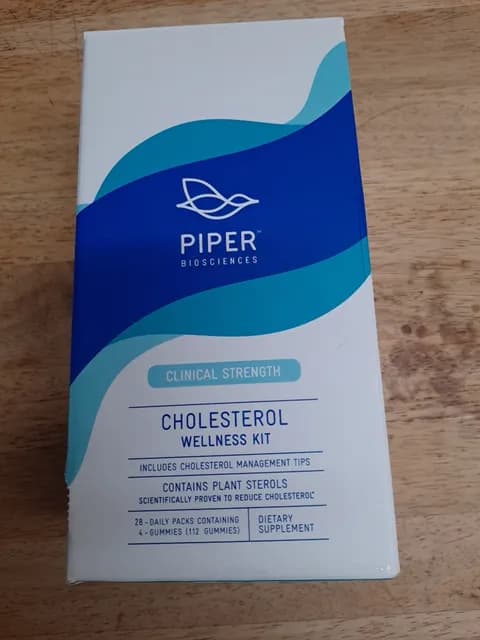 PIPER™
BIOSCIENCES
CLINICAL STRENGTH
CHOLESTEROL
WELLNESS KIT
INCLUDES CHOLESTEROL MANAGEMENT TIPS
CONTAINS PLANT STEROLS
SCIENTIFICALLY PROVEN TO REDUCE CHOLESTEROL*
28-DAILY PACKS CONTAINING
4-GUMMIES (112 GUMMIES)
DIETARY
SUPPLEMENT